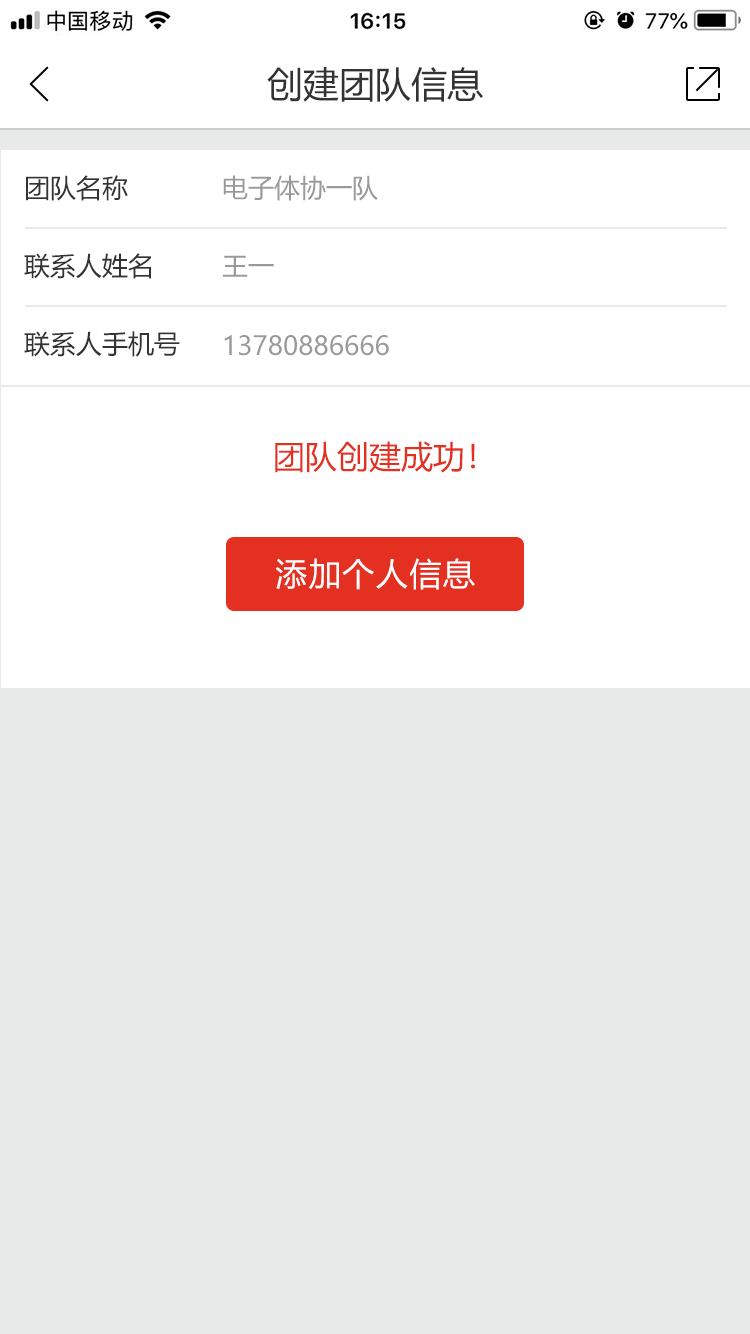 中国移动 16:15 77%
创建团队信息
团队名称 电子体协一队
联系人姓名 王一
联系人手机号 13780886666
团队创建成功！
添加个人信息